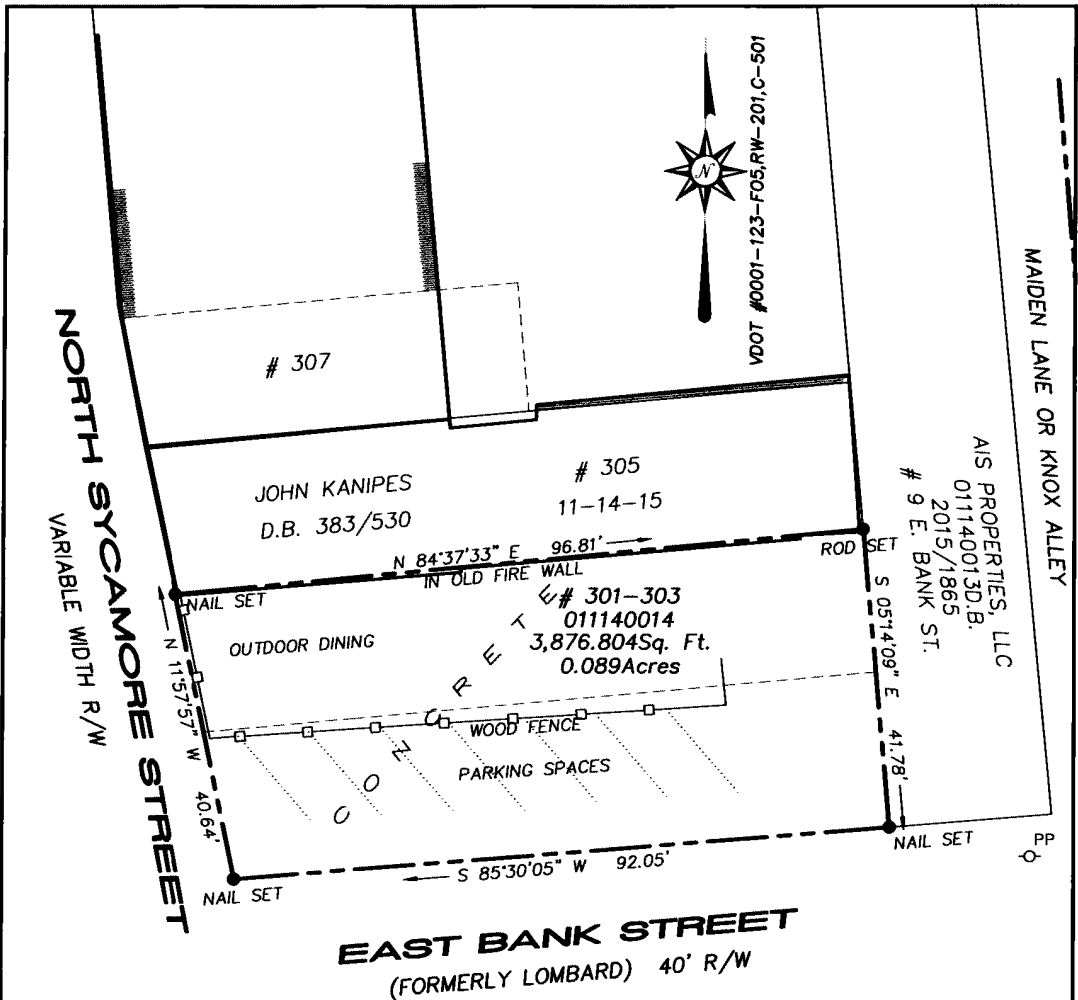 N
VDOT #0001-123-F05,RW-201,C-501
MAIDEN LANE OR KNOX ALLEY
# 307
NORTH SYCAMORE STREET
VARIABLE WIDTH R/W
JOHN KANIPES
D.B. 383/530
# 305
11-14-15
AIS PROPERTIES, LLC
011140013D.B.
2015/1865
# 9 E. BANK ST.
N 84°37'33" E 96.81'
IN OLD FIRE WALL
ROD SET
NAIL SET
# 301-303
011140014
3,876.804Sq. Ft.
0.089Acres
OUTDOOR DINING
CONCRETE
S 05°14'09" E 41.78'
N 11°57'57" W 40.64'
WOOD FENCE
PARKING SPACES
NAIL SET
PP
S 85°30'05" W 92.05'
NAIL SET
EAST BANK STREET
(FORMERLY LOMBARD) 40' R/W